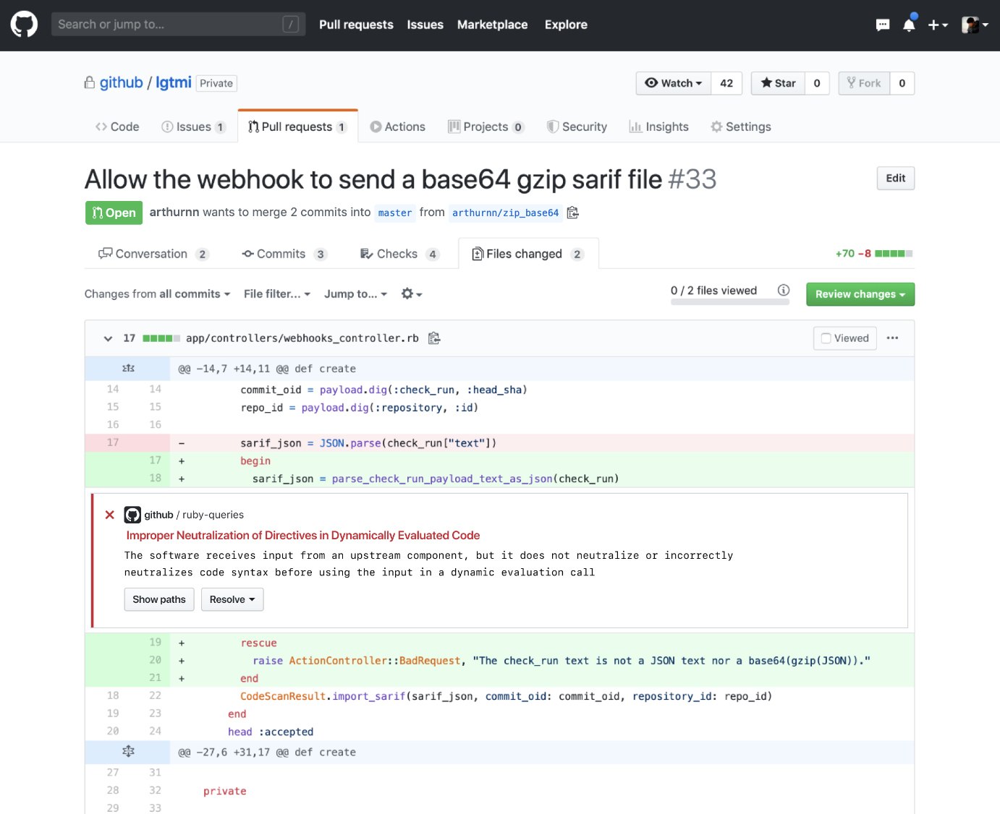 Search or jump to... / Pull requests Issues Marketplace Explore
github / lgtmi Private Watch 42 Star 0 Fork 0
Code Issues 1 Pull requests 1 Actions Projects 0 Security Insights Settings
Allow the webhook to send a base64 gzip sarif file #33 Edit
Open arthurnn wants to merge 2 commits into master from arthurnn/zip_base64
Conversation 2 Commits 3 Checks 4 Files changed 2 +70 −8
Changes from all commits File filter... Jump to... 0 / 2 files viewed Review changes
17 app/controllers/webhooks_controller.rb Viewed ...
@@ -14,7 +14,11 @@ def create
14 14 commit_oid = payload.dig(:check_run, :head_sha)
15 15 repo_id = payload.dig(:repository, :id)
16 16
17 - sarif_json = JSON.parse(check_run["text"])
17 + begin
18 + sarif_json = parse_check_run_payload_text_as_json(check_run)
github / ruby-queries
Improper Neutralization of Directives in Dynamically Evaluated Code
The software receives input from an upstream component, but it does not neutralize or incorrectly
neutralizes code syntax before using the input in a dynamic evaluation call
Show paths Resolve
19 + rescue
20 + raise ActionController::BadRequest, "The check_run text is not a JSON text nor a base64(gzip(JSON))."
21 + end
18 22 CodeScanResult.import_sarif(sarif_json, commit_oid: commit_oid, repository_id: repo_id)
19 23 end
20 24 head :accepted
@@ -27,6 +31,17 @@ def create
27 31
28 32 private
29 33